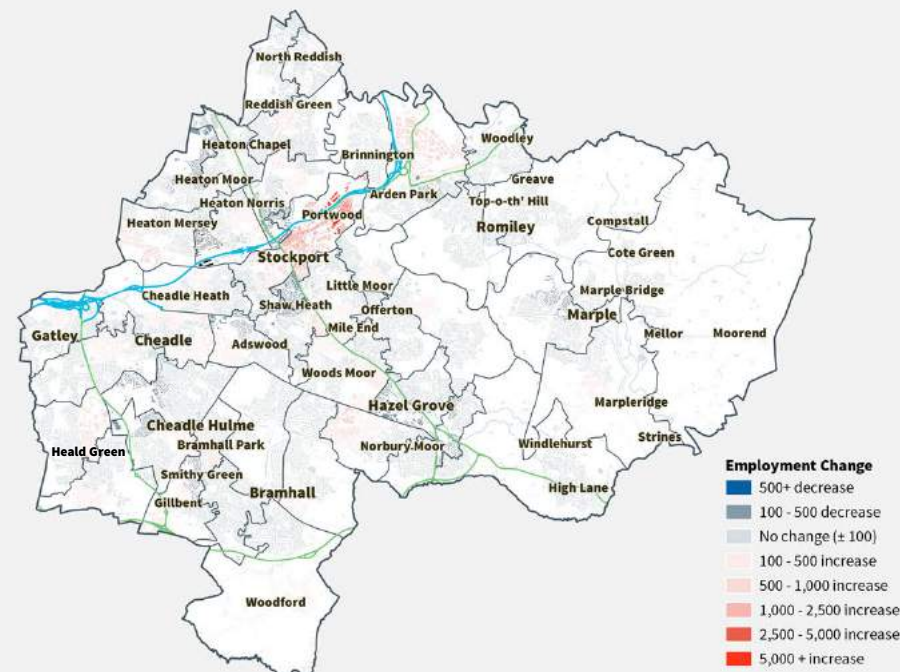 North Reddish
Reddish Green
Heaton Chapel
Woodley
Brinnington
Heaton Moor
Greave
Arden Park
Top-o-th' Hill
Heaton Norris
Portwood
Heaton Mersey
Romiley
Compstall
Stockport
Cote Green
Little Moor
Marple Bridge
Cheadle Heath
Shaw Heath
Offerton
Marple
Gatley
Cheadle
Adswood
Mile End
Mellor
Moorend
Woods Moor
Hazel Grove
Marpleridge
Cheadle Hulme
Bramhall Park
Norbury Moor
Windlehurst
Strines
Heald Green
Smithy Green
Bramhall
High Lane
Gillbent
Woodford
Employment Change
500+ decrease
100 - 500 decrease
No change (± 100)
100 - 500 increase
500 - 1,000 increase
1,000 - 2,500 increase
2,500 - 5,000 increase
5,000 + increase